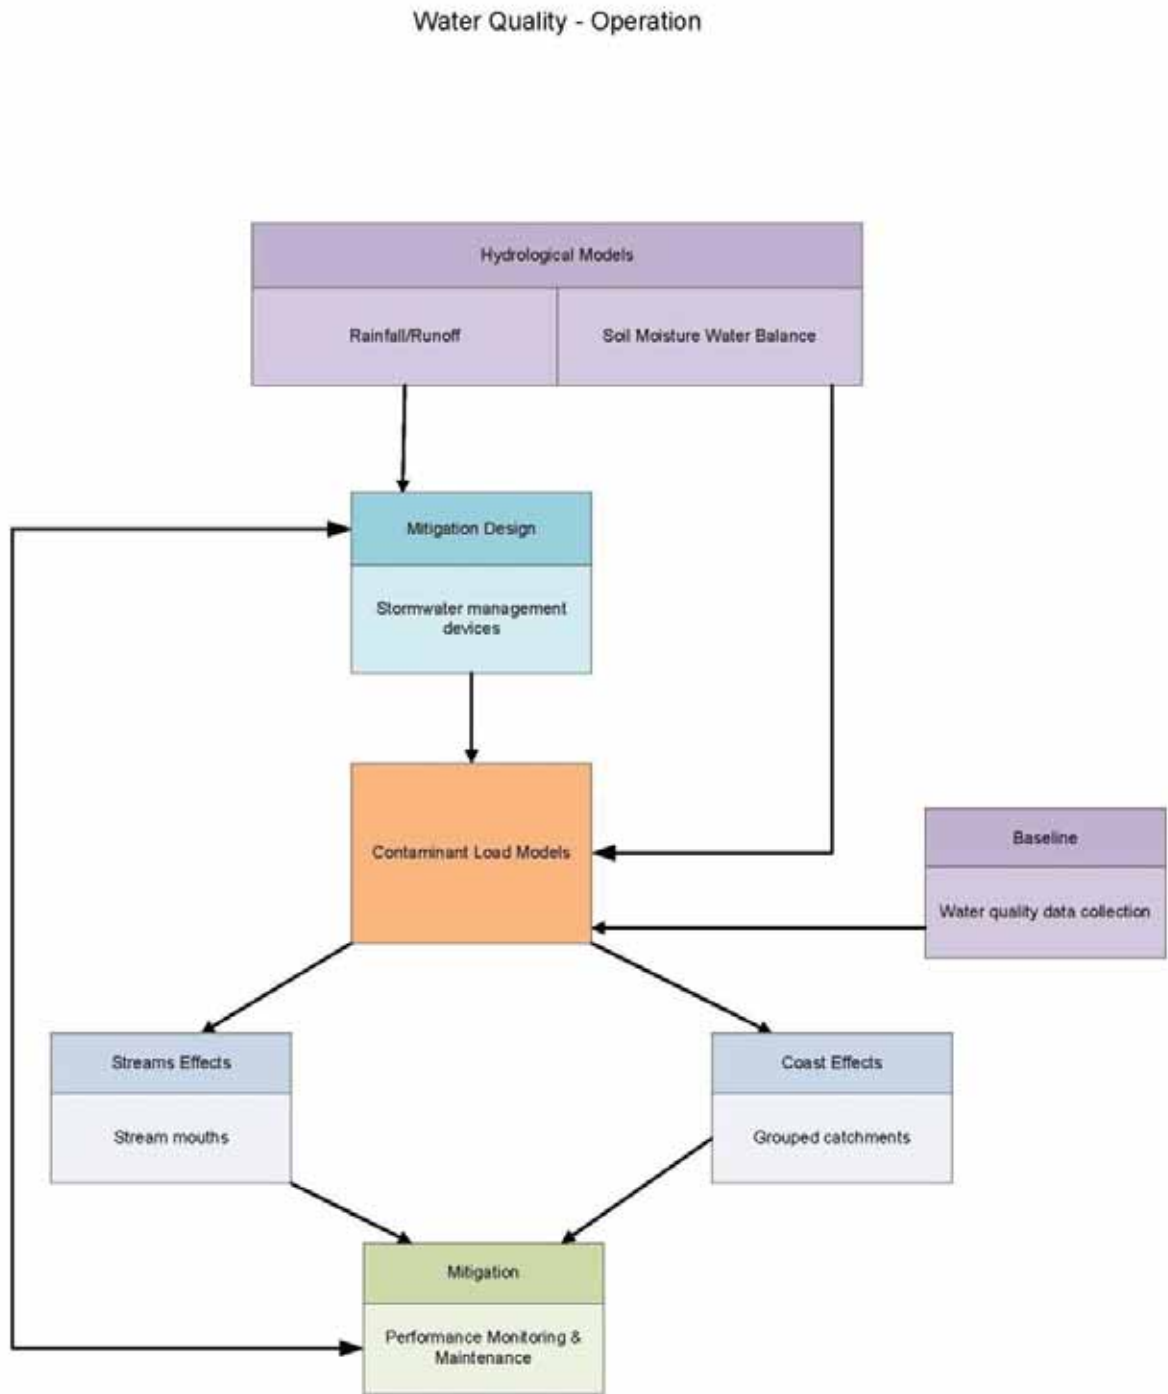 Water Quality - Operation
Hydrological Models
Rainfall/Runoff
Soil Moisture Water Balance
Mitigation Design
Stormwater management
devices
Contaminant Load Models
Baseline
Water quality data collection
Streams Effects
Stream mouths
Coast Effects
Grouped catchments
Mitigation
Performance Monitoring &
Maintenance